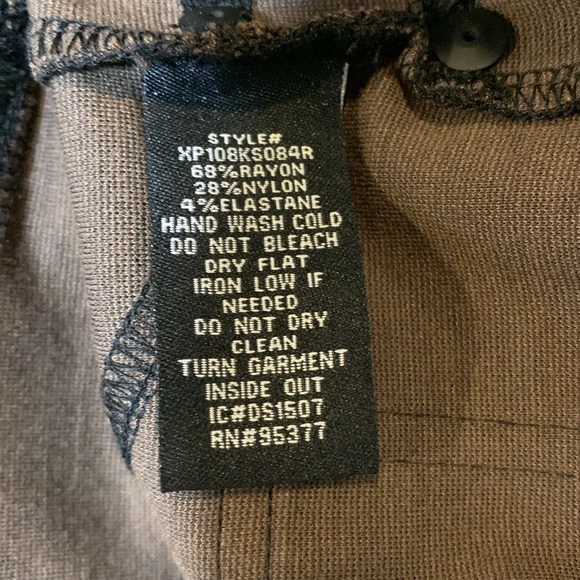 STYLE#
XP108KS084R
68%RAYON
28%NYLON
4%ELASTANE
HAND WASH COLD
DO NOT BLEACH
DRY FLAT
IRON LOW IF
NEEDED
DO NOT DRY
CLEAN
TURN GARMENT
INSIDE OUT
IC#DS1507
RN#95377